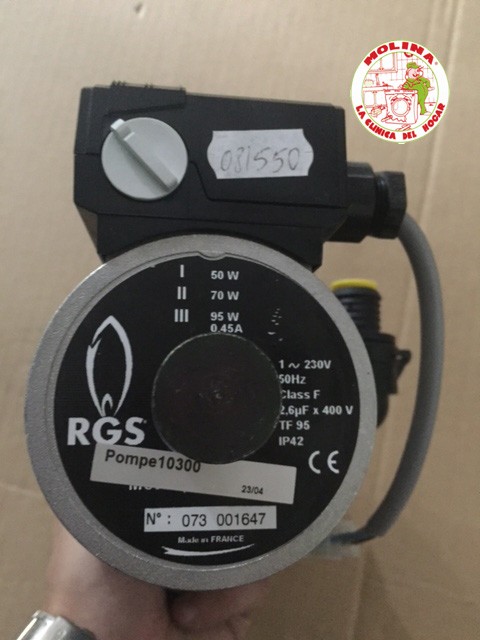 MOLINA
LA CLINICA DEL HOGAR
081550
I 50 W
II 70 W
III 95 W
0.45A
1 ~ 230V
50Hz
Class F
2,6µF x 400 V
TF 95
IP42
RGS
Pompe10300
23/04
CE
N° : 073 001647
Made in FRANCE